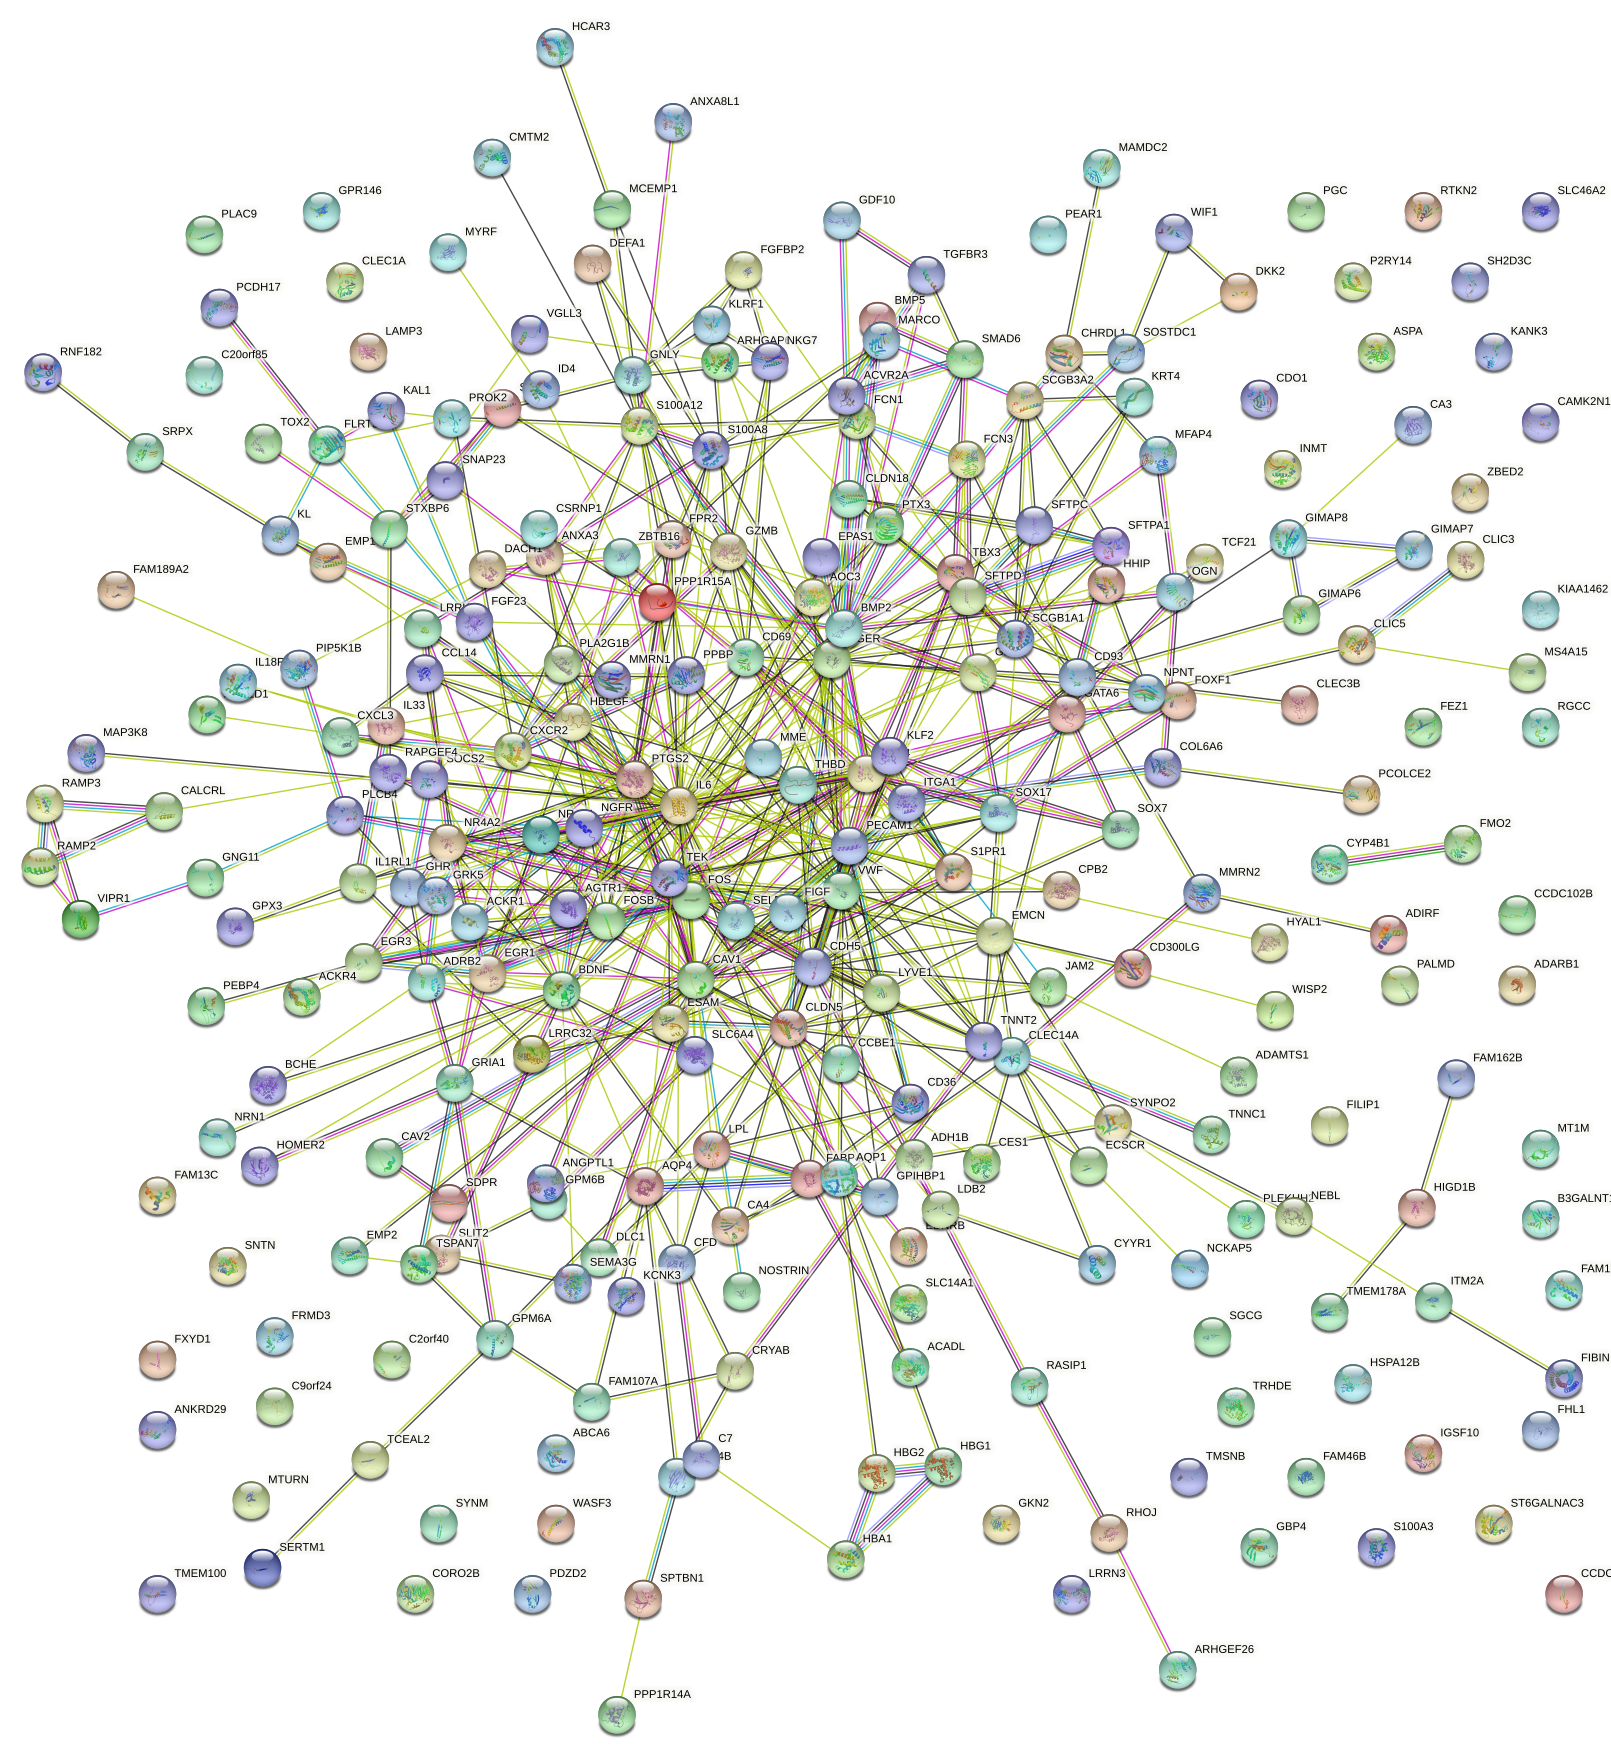 HCAR3
ANXA8L1
CMTM2
MAMDC2
MCEMP1
GPR146
PLAC9
GDF10
PGC
RTKN2
SLC46A2
PEAR1
WIF1
MYRF
DEFA1
FGFBP2
TGFBR3
CLEC1A
P2RY14
SH2D3C
DKK2
PCDH17
KLRF1
BMP5
VGLL3
MARCO
LAMP3
ARHGAP
NKG7
SMAD6
CHRDL1
SOSTDC1
ASPA
KANK3
RNF182
C20orf85
GNLY
ID4
ACVR2A
SCGB3A2
KRT4
CDO1
KAL1
PROK2
FCN1
CA3
CAMK2N1
S100A12
SRPX
TOX2
FLRT
S100A8
FCN3
MFAP4
INMT
SNAP23
CLDN18
ZBED2
STXBP6
PTX3
SFTPC
KL
CSRNP1
FPR2
GZMB
GIMAP8
GIMAP7
EMP1
DACH1
ANXA3
ZBTB16
EPAS1
TBX3
SFTPA1
TCF21
CLIC3
FAM189A2
PPP1R15A
AOC3
SFTPD
HHIP
OGN
GIMAP6
KIAA1462
LRR
FGF23
BMP2
SCGB1A1
CLIC5
IL18R
PIP5K1B
CCL14
PLA2G1B
CD69
GER
CD93
MS4A15
MMRN1
PPBP
NPNT
FOXF1
CLEC3B
D1
IL33
HBEGF
GATA6
FEZ1
RGCC
CXCL3
CXCR2
MAP3K8
RAPGEF4
SOCS2
PTGS2
MME
KLF2
COL6A6
PCOLCE2
RAMP3
CALCRL
PLCB4
IL6
THBD
ITGA1
SOX17
SOX7
RAMP2
NR4A2
NGFR
PECAM1
CYP4B1
FMO2
GNG11
IL1RL1
GHR
GRK5
TEK
VWF
S1PR1
CPB2
MMRN2
VIPR1
GPX3
ACKR1
AGTR1
FOSB
FOS
SEL
FIGF
EMCN
HYAL1
ADIRF
CCDC102B
EGR3
ADRB2
EGR1
BDNF
CAV1
CDH5
LYVE1
JAM2
CD300LG
PALMD
ADARB1
PEBP4
ACKR4
ESAM
CLDN5
WISP2
BCHE
LRRC32
SLC6A4
CCBE1
TNNT2
CLEC14A
ADAMTS1
FAM162B
GRIA1
NRN1
CD36
SYNPO2
TNNC1
FILIP1
HOMER2
CAV2
LPL
ADH1B
CES1
ECSCR
MT1M
FAM13C
SDPR
ANGPTL1
GPM6B
AQP4
FABP
AQP1
GPIHBP1
LDB2
PLEKHH
NEBL
HIGD1B
B3GALNT
SNTN
EMP2
SLIT2
TSPAN7
DLC1
SEMA3G
CA4
CFD
CYYR1
NCKAP5
KCNK3
NOSTRIN
SLC14A1
TMEM178A
ITM2A
FAM1
FXYD1
FRMD3
C2orf40
GPM6A
CRYAB
ACADL
RASIP1
SGCG
HSPA12B
FIBIN
ANKRD29
C9orf24
FAM107A
TRHDE
FHL1
TCEAL2
ABCA6
C7
4B
HBG2
HBG1
TMSNB
FAM46B
IGSF10
MTURN
SYNM
WASF3
GKN2
RHOJ
GBP4
S100A3
ST6GALNAC3
SERTM1
HBA1
TMEM100
CORO2B
PDZD2
SPTBN1
LRRN3
CCDC
ARHGEF26
PPP1R14A